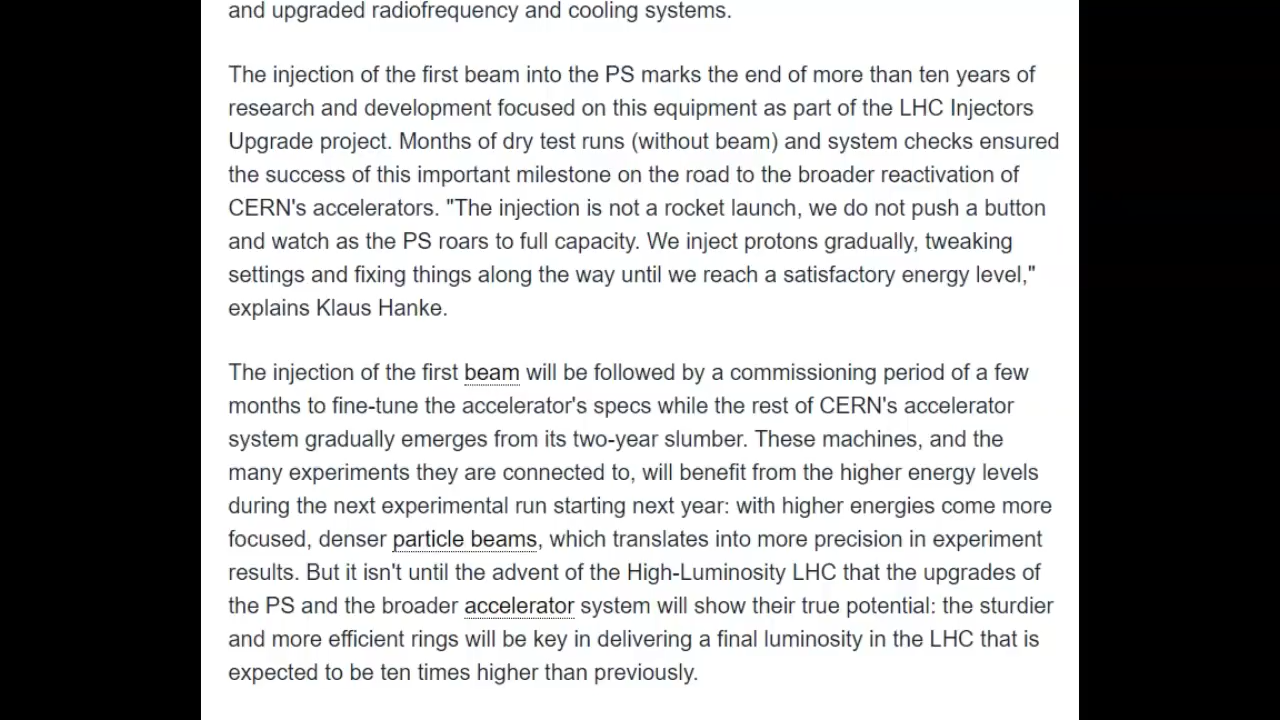 and upgraded radiofrequency and cooling systems.
The injection of the first beam into the PS marks the end of more than ten years of
research and development focused on this equipment as part of the LHC Injectors
Upgrade project. Months of dry test runs (without beam) and system checks ensured
the success of this important milestone on the road to the broader reactivation of
CERN's accelerators. "The injection is not a rocket launch, we do not push a button
and watch as the PS roars to full capacity. We inject protons gradually, tweaking
settings and fixing things along the way until we reach a satisfactory energy level,"
explains Klaus Hanke.
The injection of the first beam will be followed by a commissioning period of a few
months to fine-tune the accelerator's specs while the rest of CERN's accelerator
system gradually emerges from its two-year slumber. These machines, and the
many experiments they are connected to, will benefit from the higher energy levels
during the next experimental run starting next year: with higher energies come more
focused, denser particle beams, which translates into more precision in experiment
results. But it isn't until the advent of the High-Luminosity LHC that the upgrades of
the PS and the broader accelerator system will show their true potential: the sturdier
and more efficient rings will be key in delivering a final luminosity in the LHC that is
expected to be ten times higher than previously.